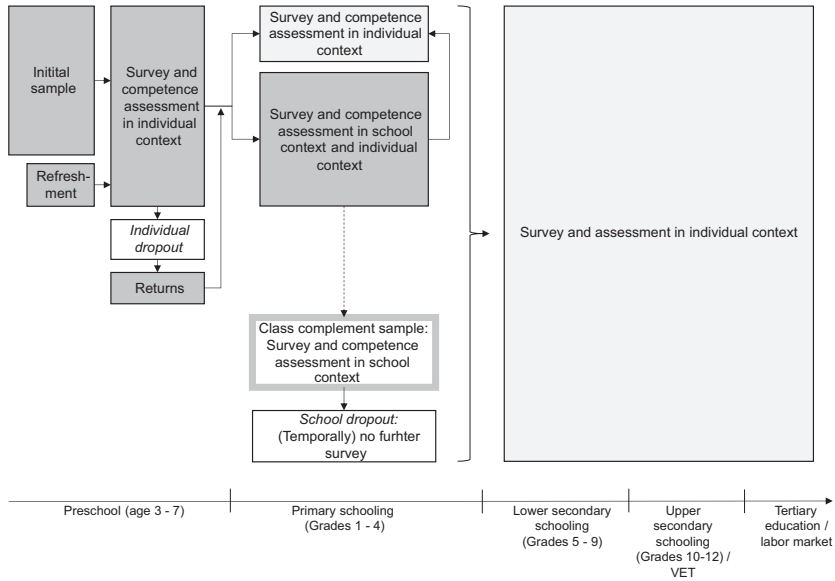 Initital
sample
Survey and
competence
assessment
in individual
context
Refresh-
ment
Individual
dropout
Returns
Survey and competence
assessment in individual
context
Survey and competence
assessment in school
context and individual
context
Class complement sample:
Survey and competence
assessment in school
context
School dropout:
(Temporally) no furhter
survey
Survey and assessment in individual context
Preschool (age 3 - 7)
Primary schooling
(Grades 1 - 4)
Lower secondary
schooling
(Grades 5 - 9)
Upper
secondary
schooling
(Grades 10-12) /
VET
Tertiary
education /
labor market